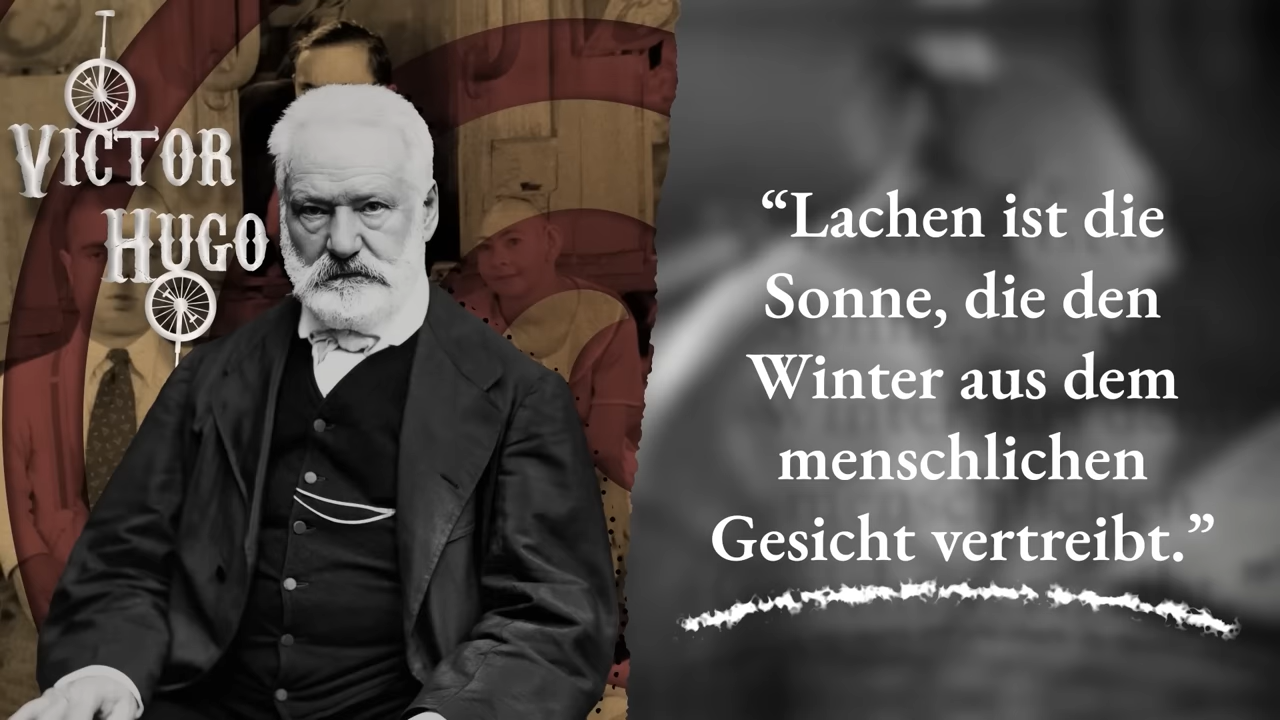 VICTOR
HUGO
“Lachen ist die
Sonne, die den
Winter aus dem
menschlichen
Gesicht vertreibt.”